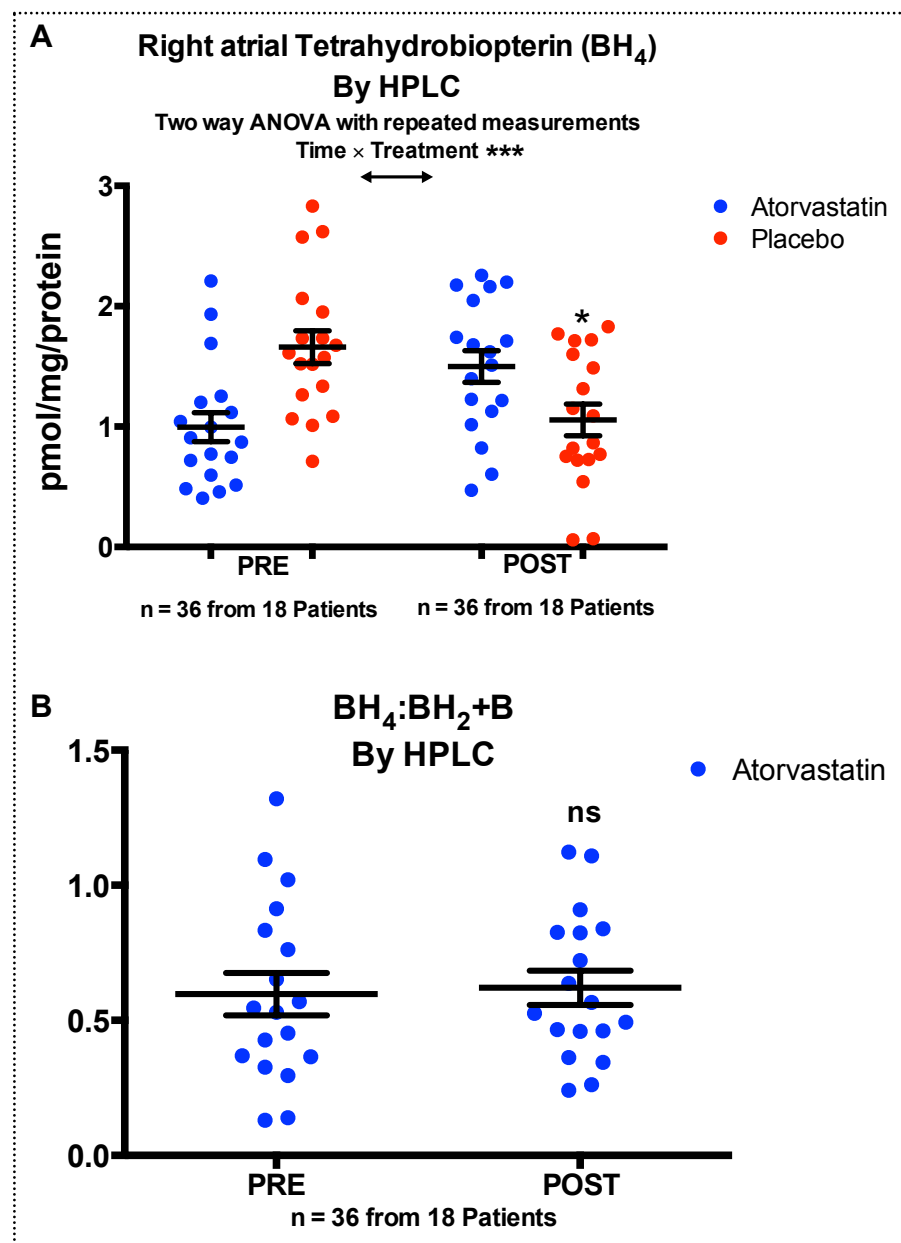 A
Right atrial Tetrahydrobiopterin (BH₄)
By HPLC
Two way ANOVA with repeated measurements
Time × Treatment ***
pmol/mg/protein
3
2
1
0
Atorvastatin
Placebo
*
PRE
POST
n = 36 from 18 Patients
n = 36 from 18 Patients
B
BH₄:BH₂+B
By HPLC
1.5
1.0
0.5
0.0
Atorvastatin
ns
PRE
POST
n = 36 from 18 Patients